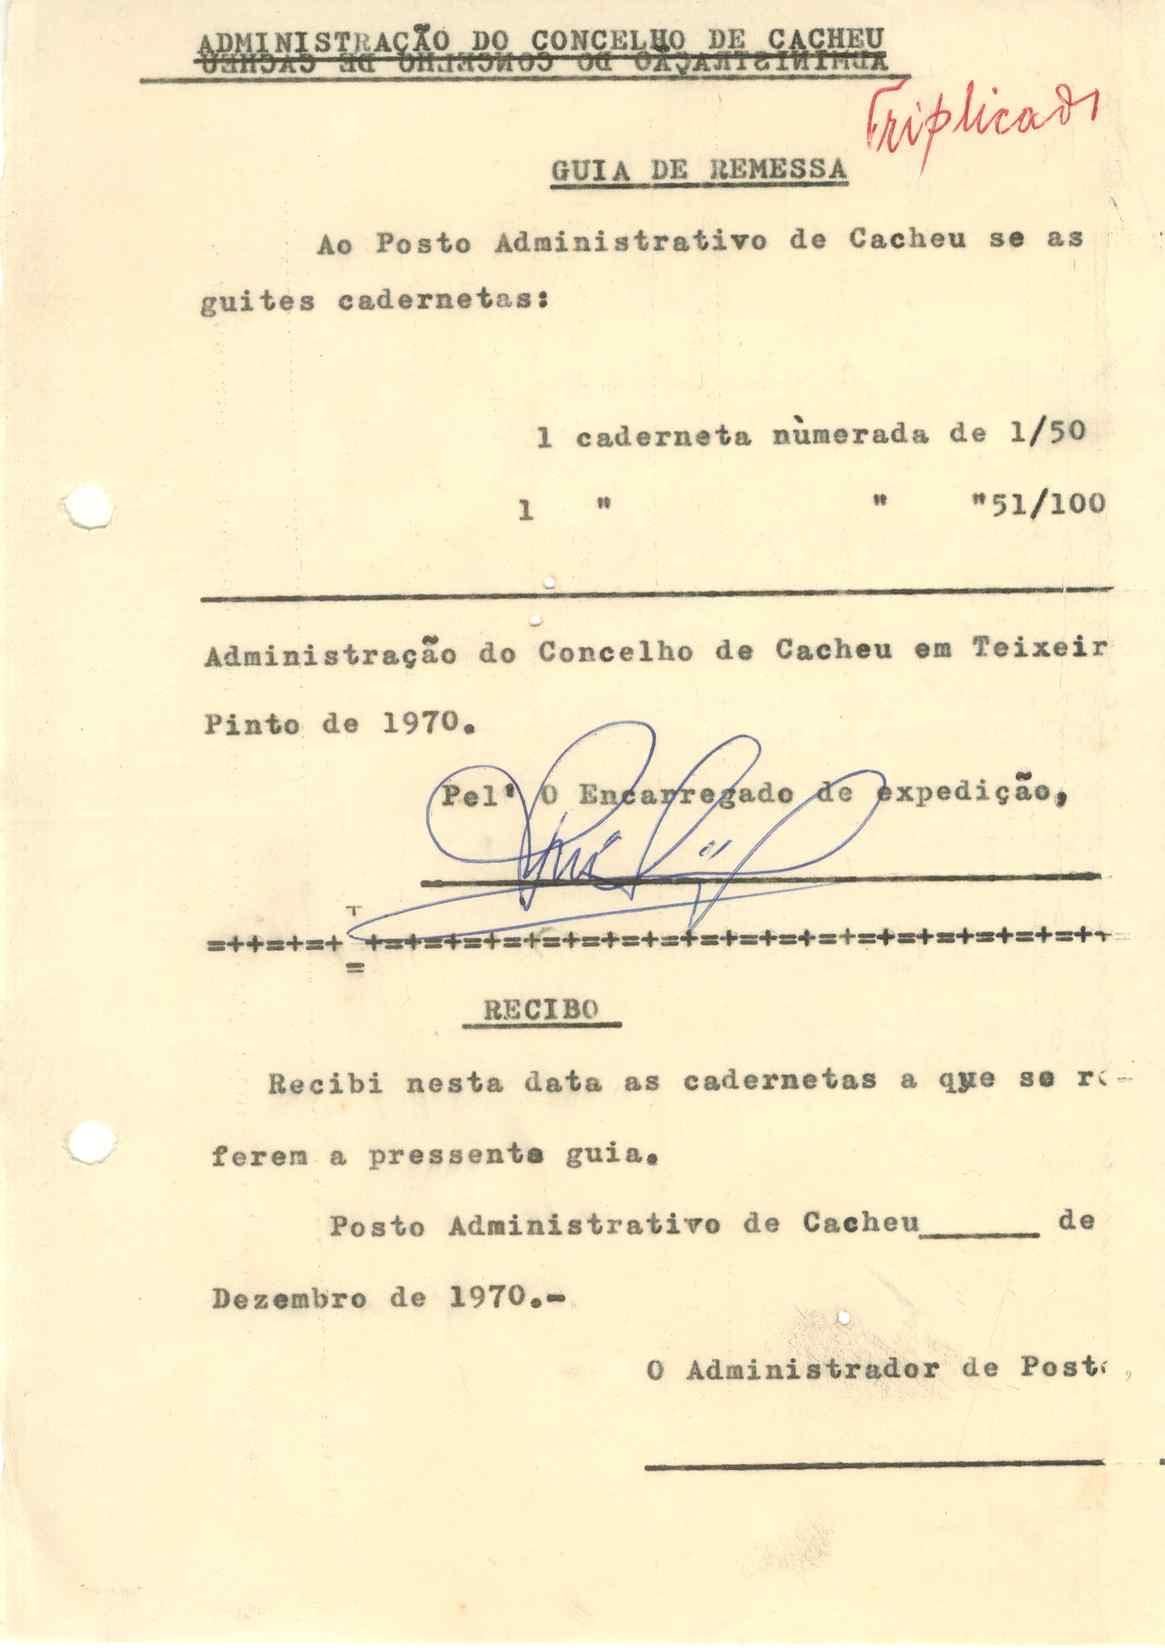 ADMINISTRAÇÃO DO CONCELHO DE CACHEU
Triplicado
GUIA DE REMESSA
Ao Posto Administrativo de Cacheu se as
guites cadernetas:
1 caderneta nùmerada de 1/50
1 " " "51/100
Administração do Concelho de Cacheu em Teixeir
Pinto de 1970.
Pel' O Encarregado de expedição,
=++=+=+ +=+=+=+=+=+=+=+=+=+=+=+=+=+=+=+=+=+=++=
RECIBO
Recibi nesta data as cadernetas a que se re-
ferem a pressente guia.
Posto Administrativo de Cacheu______ de
Dezembro de 1970.-
O Administrador de Posto,